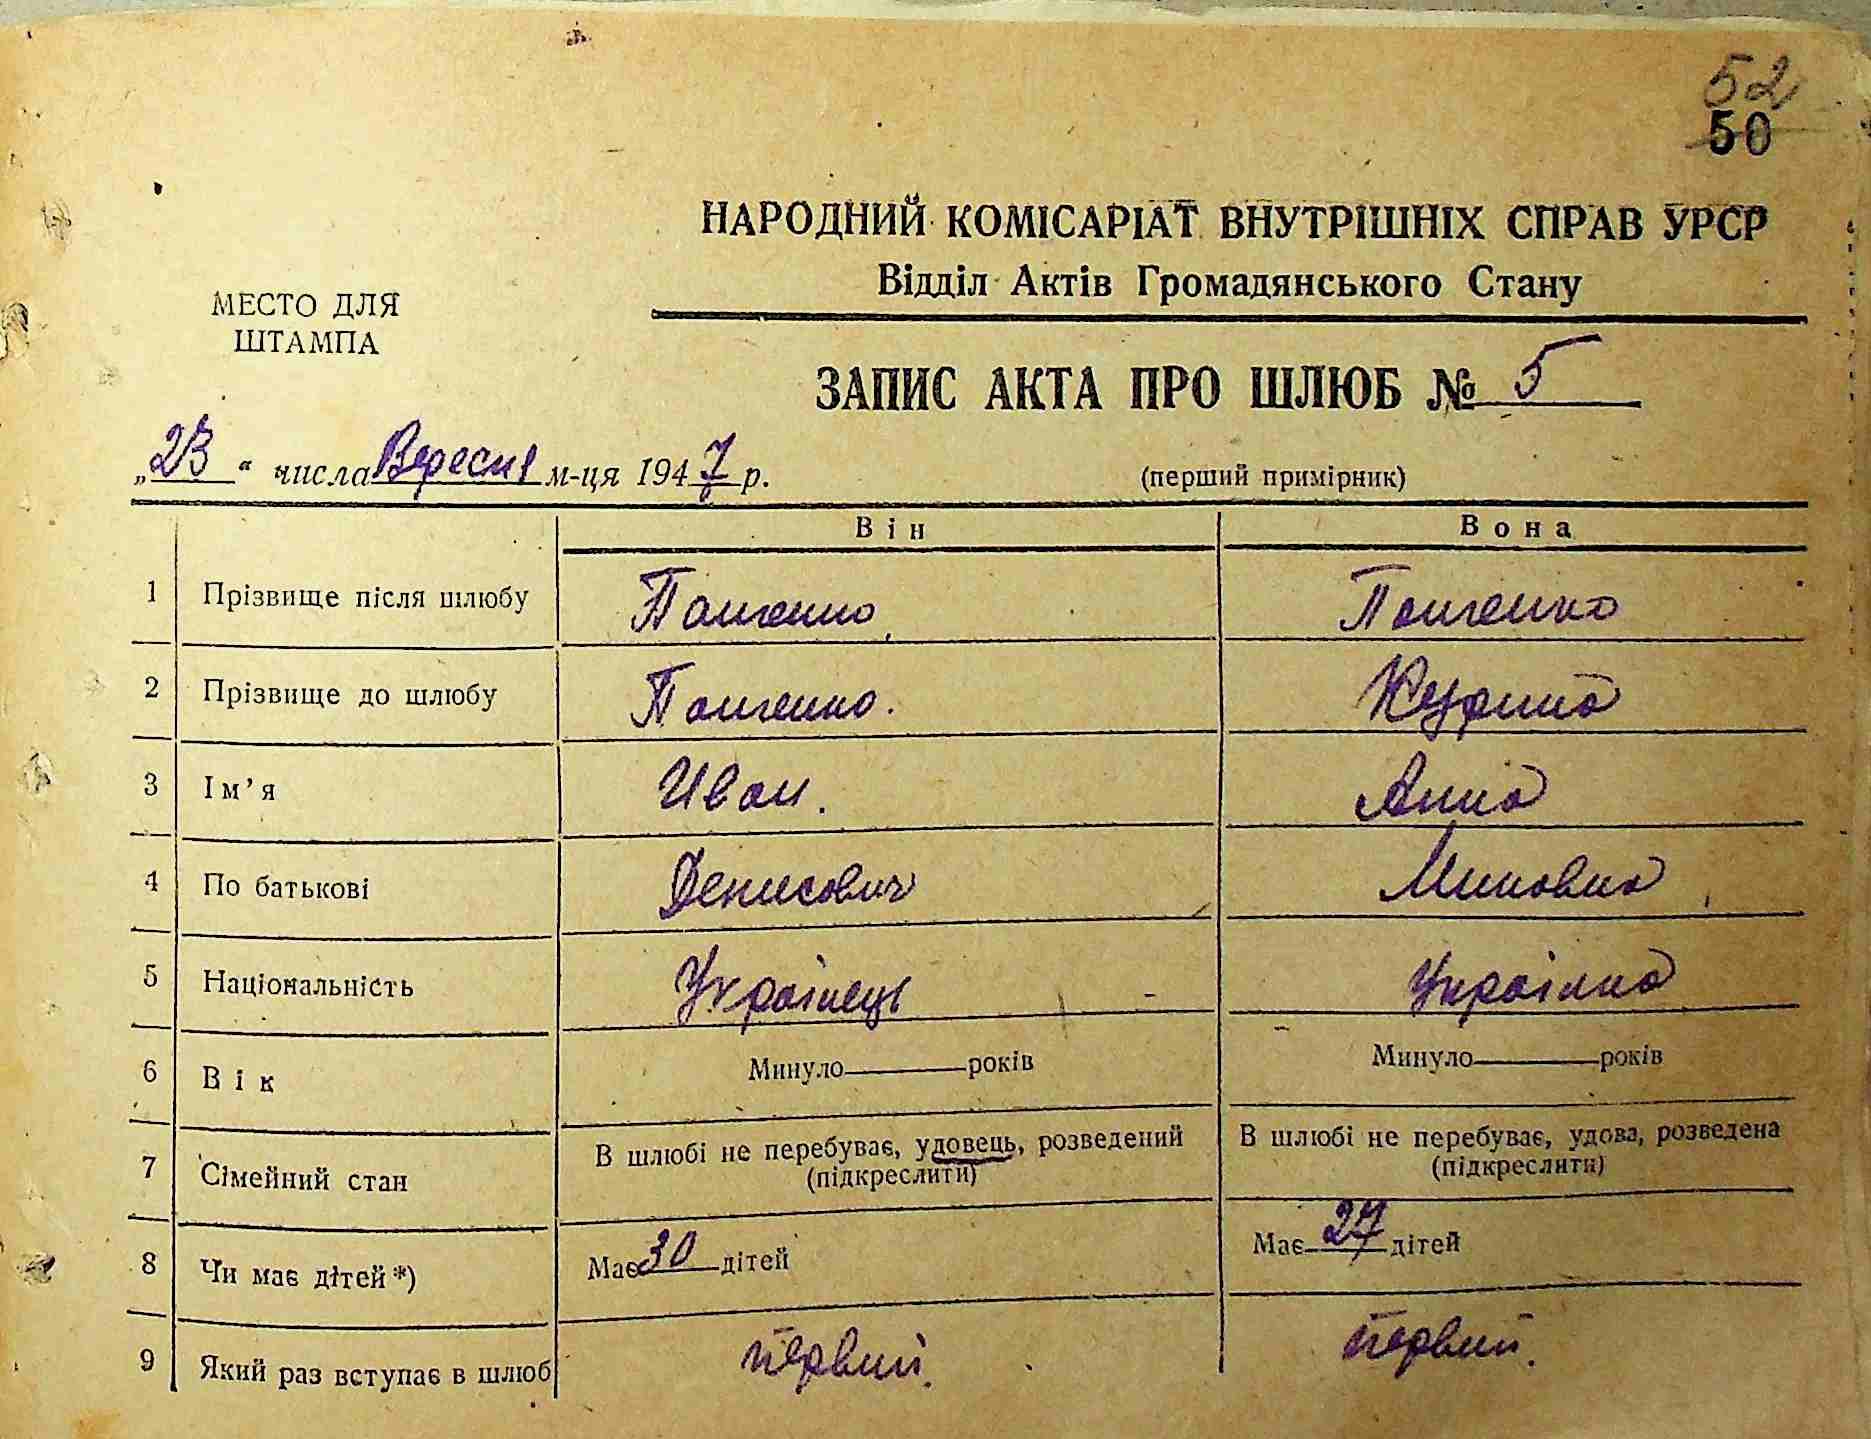 52
50
НАРОДНИЙ КОМІСАРІАТ ВНУТРІШНІХ СПРАВ УРСР
Відділ Актів Громадянського Стану
МЕСТО ДЛЯ
ШТАМПА
ЗАПИС АКТА ПРО ШЛЮБ № 5
„23“ числа Вересня м-ця 1947 р.
(перший примірник)
Він Вона
1 Прізвище після шлюбу Панченко Панченко
2 Прізвище до шлюбу Панченко.
3 Ім’я Иван. Анна
4 По батькові Денисович Миновна
5 Національність Українець Українка
6 Вік Минуло років Минуло років
7 Сімейний стан В шлюбі не перебуває, удовець, розведений (підкреслити) В шлюбі не перебуває, удова, розведена (підкреслити)
8 Чи має дітей*) Має 30 дітей Має 27 дітей
9 Який раз вступає в шлюб первий. первий.